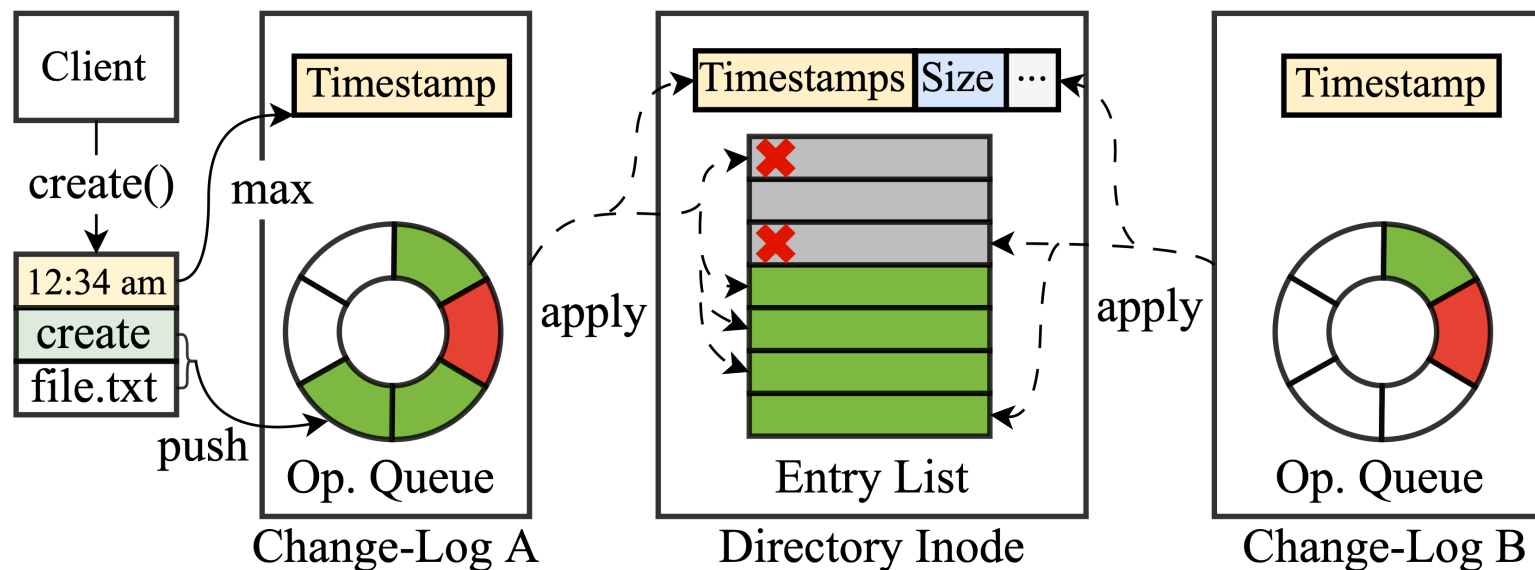 Client
create()
12:34 am
create
file.txt
max
push
Timestamp
Op. Queue
Change-Log A
apply
Timestamps Size ...
Entry List
Directory Inode
apply
Timestamp
Op. Queue
Change-Log B